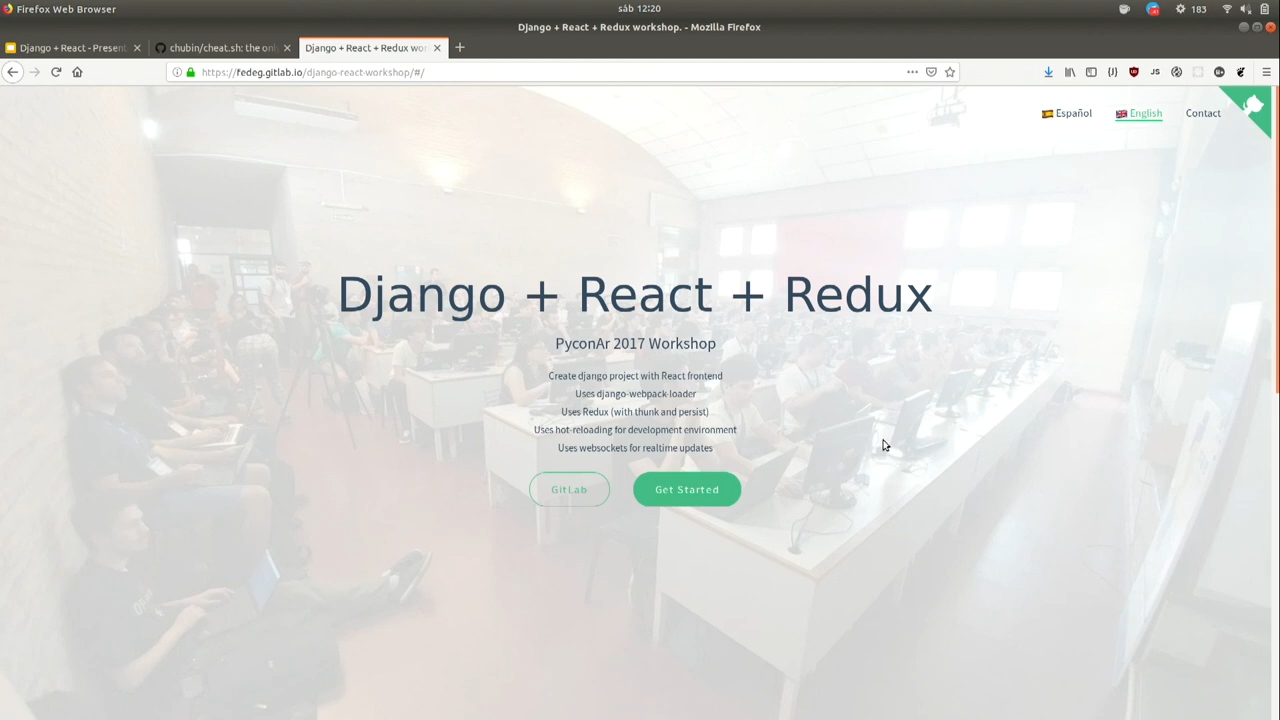 Firefox Web Browser
sáb 12:20
183
Django + React + Redux workshop. - Mozilla Firefox
Django + React - Present
chubin/cheat.sh: the onl
Django + React + Redux wor
https://fedeg.gitlab.io/django-react-workshop/#/
JS
Español
English
Contact
Django + React + Redux
PyconAr 2017 Workshop
Create django project with React frontend
Uses django-webpack-loader
Uses Redux (with thunk and persist)
Uses hot-reloading for development environment
Uses websockets for realtime updates
GitLab
Get Started